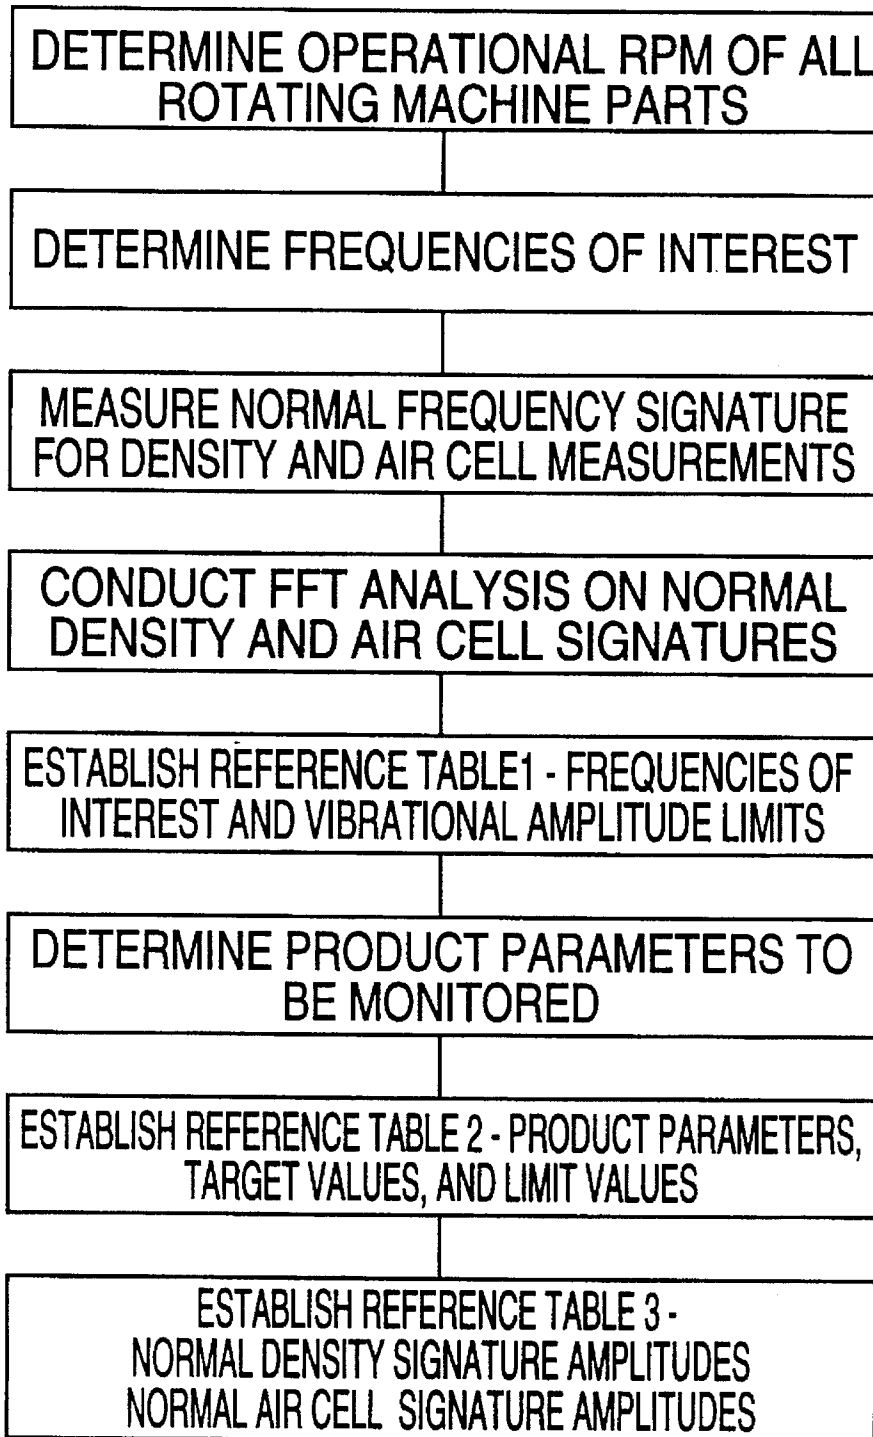 DETERMINE OPERATIONAL RPM OF ALL
ROTATING MACHINE PARTS
DETERMINE FREQUENCIES OF INTEREST
MEASURE NORMAL FREQUENCY SIGNATURE
FOR DENSITY AND AIR CELL MEASUREMENTS
CONDUCT FFT ANALYSIS ON NORMAL
DENSITY AND AIR CELL SIGNATURES
ESTABLISH REFERENCE TABLE1 - FREQUENCIES OF
INTEREST AND VIBRATIONAL AMPLITUDE LIMITS
DETERMINE PRODUCT PARAMETERS TO
BE MONITORED
ESTABLISH REFERENCE TABLE 2 - PRODUCT PARAMETERS,
TARGET VALUES, AND LIMIT VALUES
ESTABLISH REFERENCE TABLE 3 -
NORMAL DENSITY SIGNATURE AMPLITUDES
NORMAL AIR CELL SIGNATURE AMPLITUDES